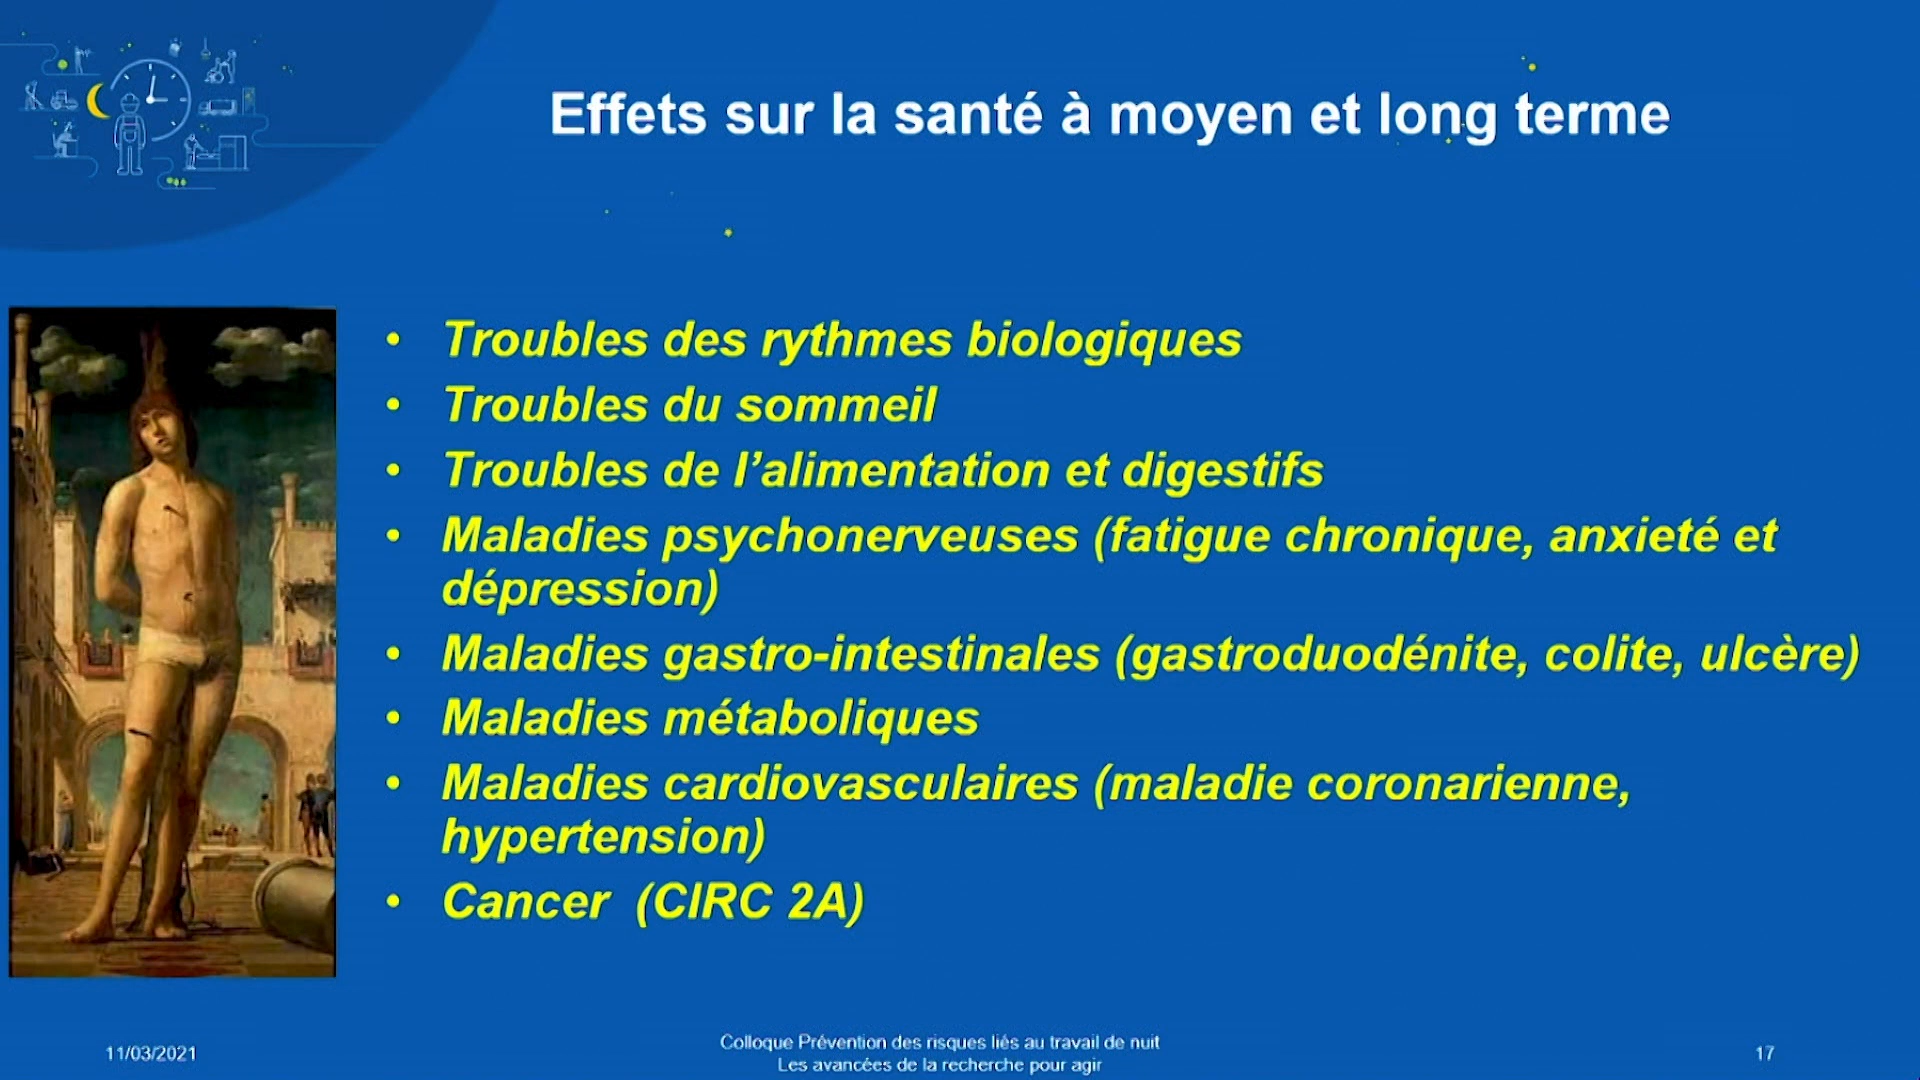 Effets sur la santé à moyen et long terme
• Troubles des rythmes biologiques
• Troubles du sommeil
• Troubles de l’alimentation et digestifs
• Maladies psychonerveuses (fatigue chronique, anxieté et
dépression)
• Maladies gastro-intestinales (gastroduodénite, colite, ulcère)
• Maladies métaboliques
• Maladies cardiovasculaires (maladie coronarienne,
hypertension)
• Cancer (CIRC 2A)
11/03/2021
Colloque Prévention des risques liés au travail de nuit
Les avancées de la recherche pour agir
17